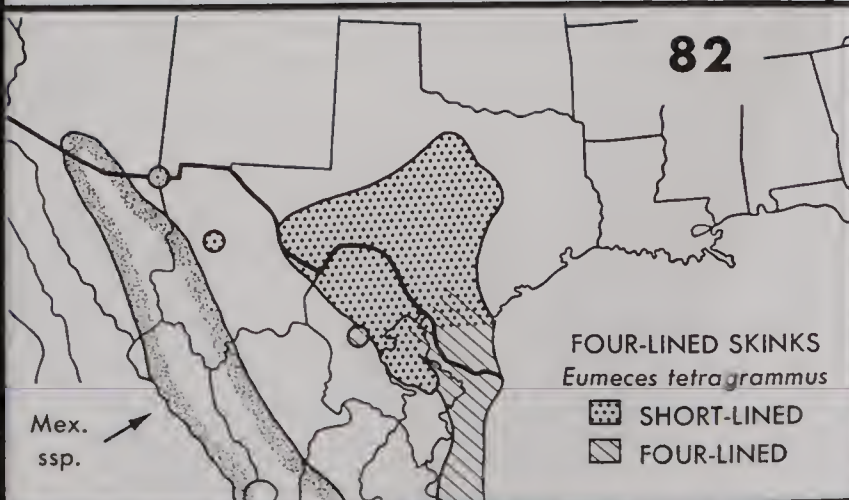 82
FOUR-LINED SKINKS
Eumeces tetragrammus
SHORT-LINED
FOUR-LINED
Mex.
ssp.